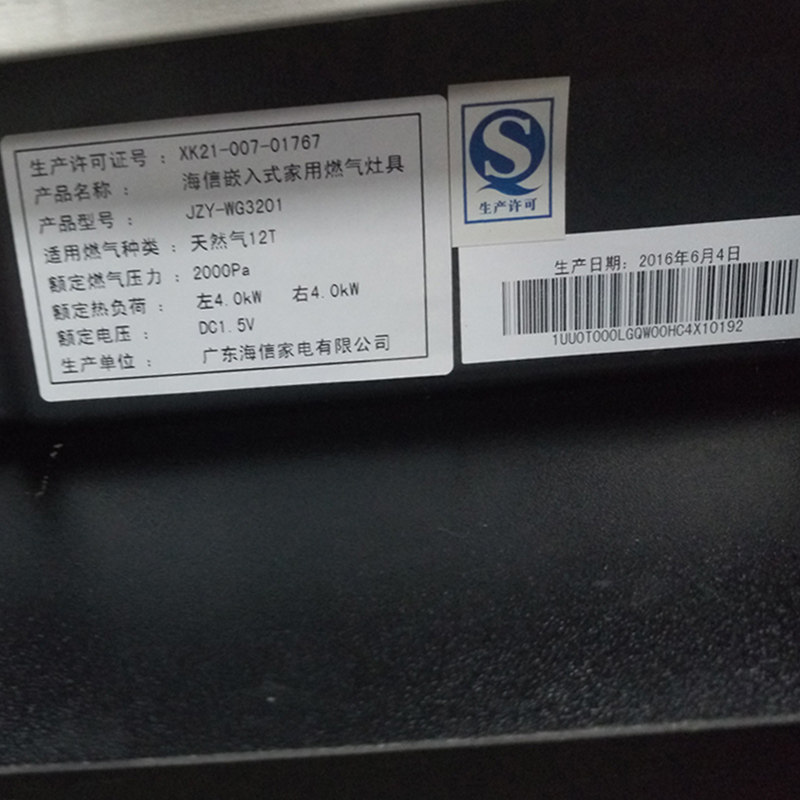 生产许可证号 : XK21-007-01767
产品名称 : 海信嵌入式家用燃气灶具
产品型号 : JZY-WG3201
适用燃气种类 : 天然气12T
额定燃气压力 : 2000Pa
额定热负荷 : 左4.0kW 右4.0kW
额定电压 : DC1.5V
生产单位 : 广东海信家电有限公司
QS
生产许可
生产日期: 2016年6月4日
1UU0T000LGQW00HC4X10192